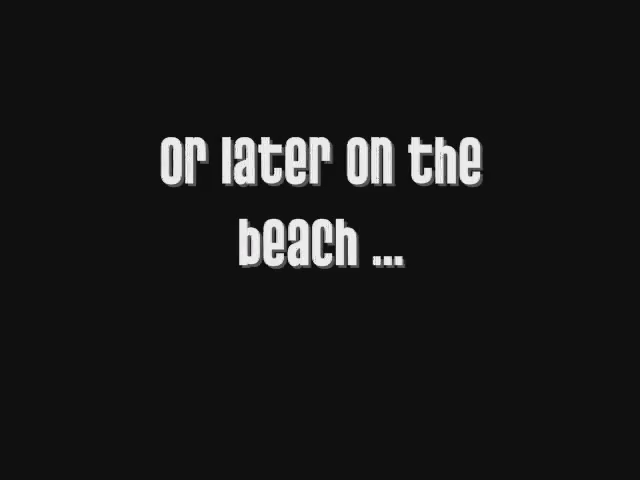 or later on the
beach ...